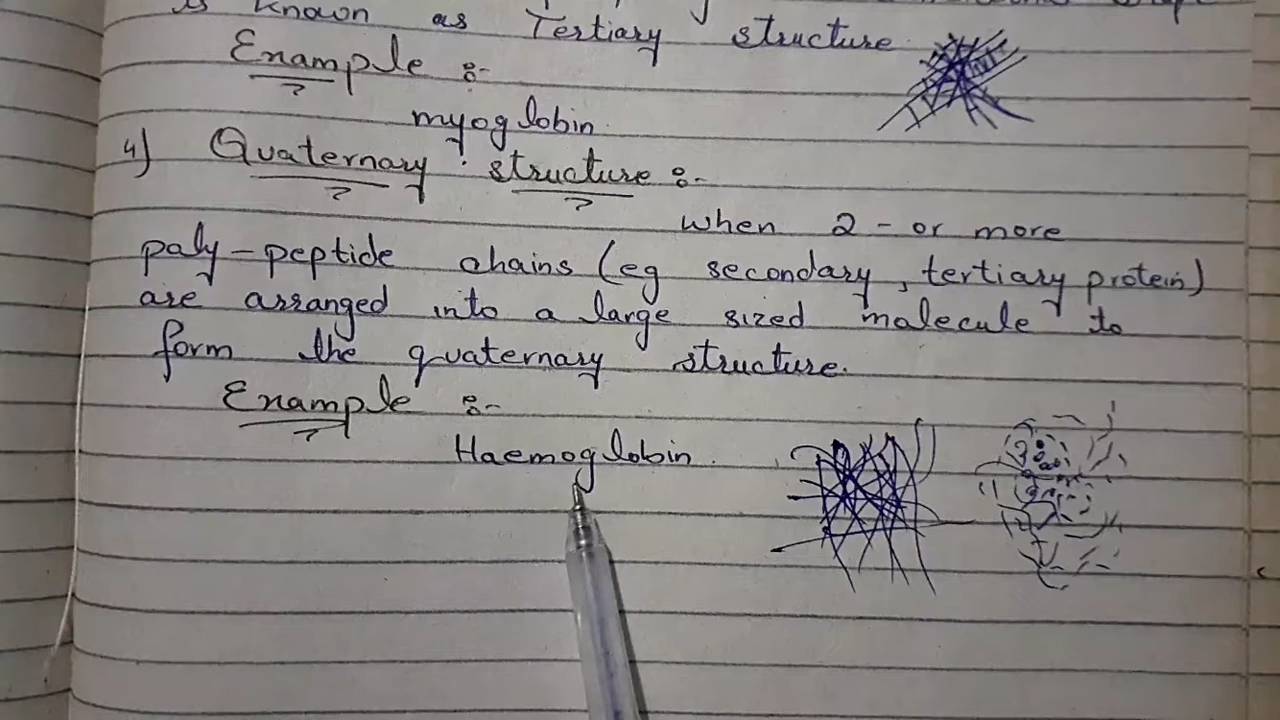 is known as Tertiary structure
Example :-
myoglobin.
4) Quaternary structure :-
when 2 - or more
paly-peptide chains (eg secondary, tertiary protein)
are arranged into a large sized molecule to
form the quaternary structure.
Example :-
Haemoglobin.